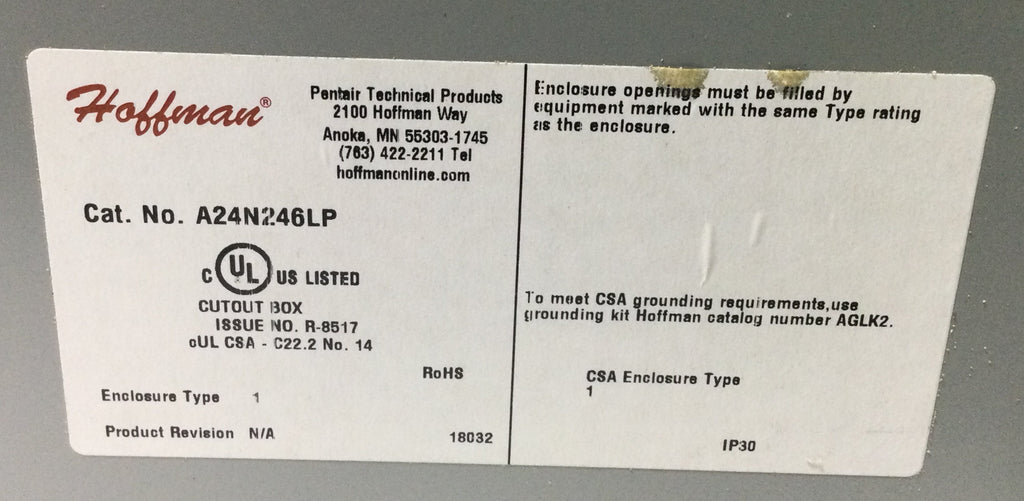 Hoffman®
Pentair Technical Products
2100 Hoffman Way
Anoka, MN 55303-1745
(763) 422-2211 Tel
hoffmanonline.com
Cat. No. A24N246LP
C UL US LISTED
CUTOUT BOX
ISSUE NO. R-8517
cUL CSA - C22.2 No. 14
RoHS
Enclosure Type 1
Product Revision N/A
18032
Enclosure openings must be filled by
equipment marked with the same Type rating
as the enclosure.
To meet CSA grounding requirements,use
grounding kit Hoffman catalog number AGLK2.
CSA Enclosure Type
1
IP30